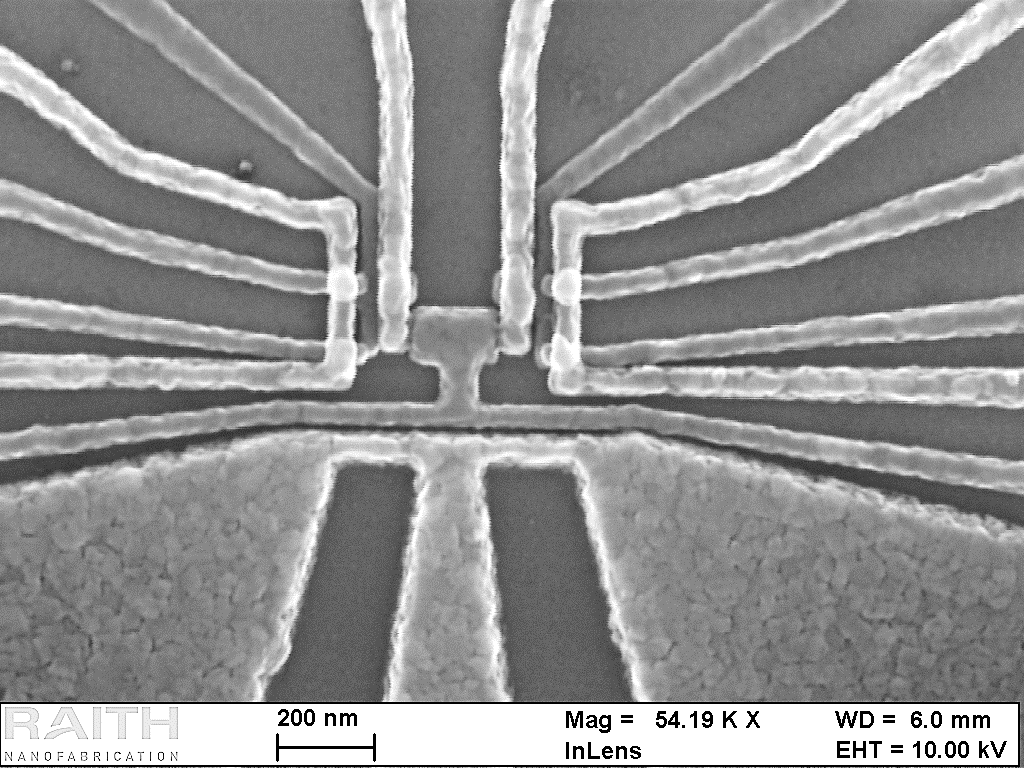 RAITH
NANOFABRICATION
200 nm
Mag = 54.19 K X
InLens
WD = 6.0 mm
EHT = 10.00 kV